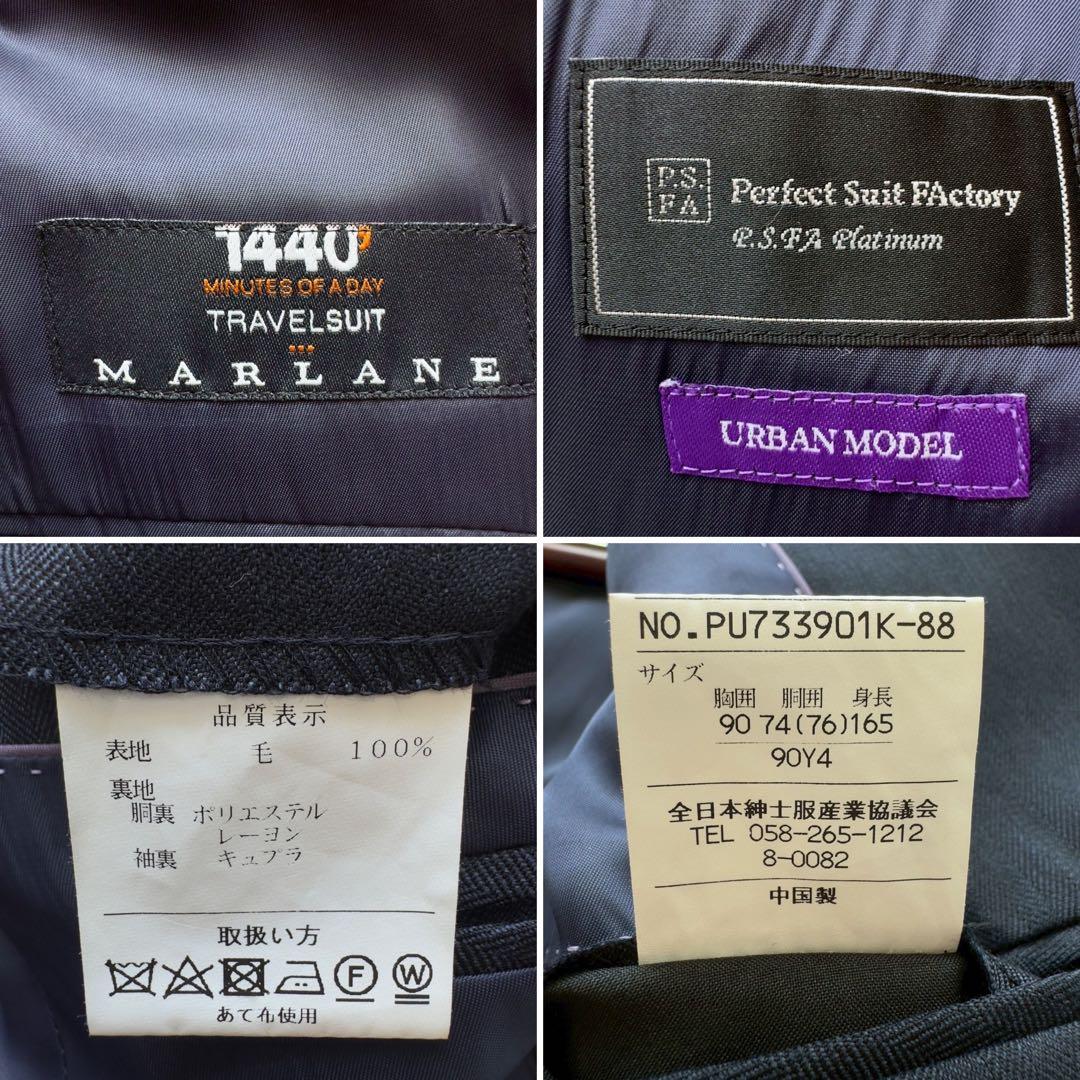 1440'
MINUTES OF A DAY
TRAVELSUIT
MARLANE
P.S.
FA
Perfect Suit FActory
P.S.FA Platinum
URBAN MODEL
品質表示
表地 毛 100%
裏地
胴裏 ポリエステル
レーヨン
袖裏 キュプラ
取扱い方
F W
あて布使用
NO.PU733901K-88
サイズ
胸囲 胴囲 身長
90 74(76)165
90Y4
全日本紳士服産業協議会
TEL 058-265-1212
8-0082
中国製